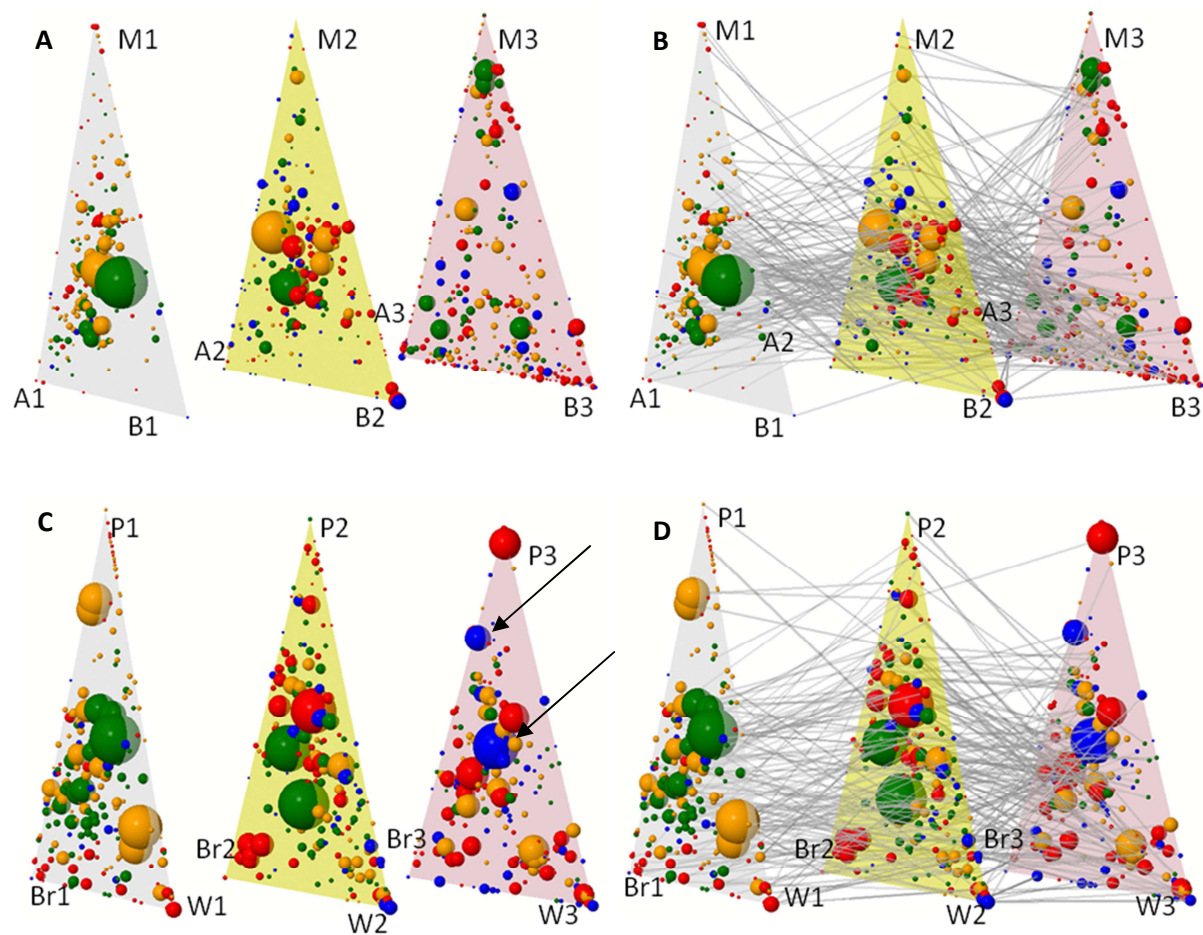 A M1 M2 M3
A3
A2
A1 B1 B2 B3
B M1 M2 M3
A2 A3
A1 B1 B2 B3
C P1 P2 P3
Br2 Br3
Br1 W1 W2 W3
D P1 P2 P3
Br2 Br3
Br1 W1 W2 W3